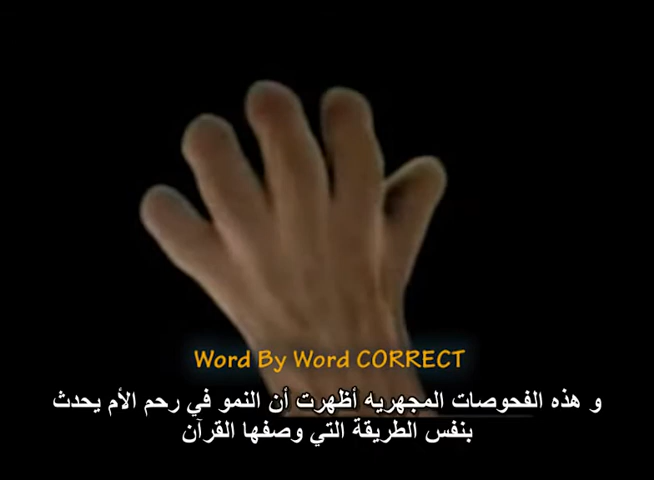 Word By Word CORRECT
و هذه الفحوصات المجهريه أظهرت أن النمو في رحم الأم يحدث
بنفس الطريقة التي وصفها القرآن